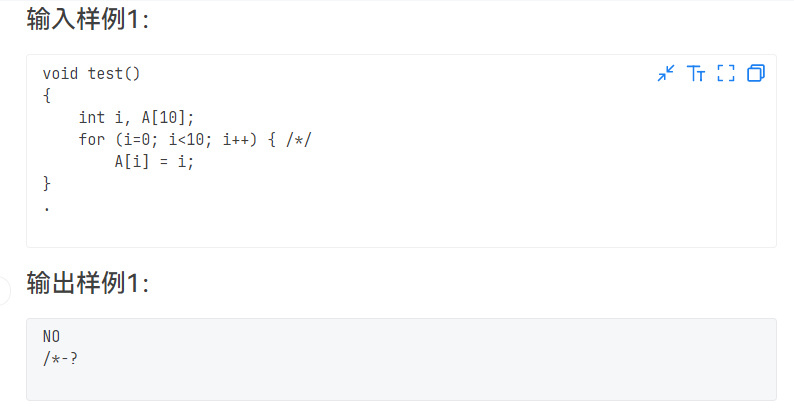 输入样例1:
void test()
{
    int i, A[10];
    for (i=0; i<10; i++) { /*/
        A[i] = i;
}
.
输出样例1:
NO
/*-?